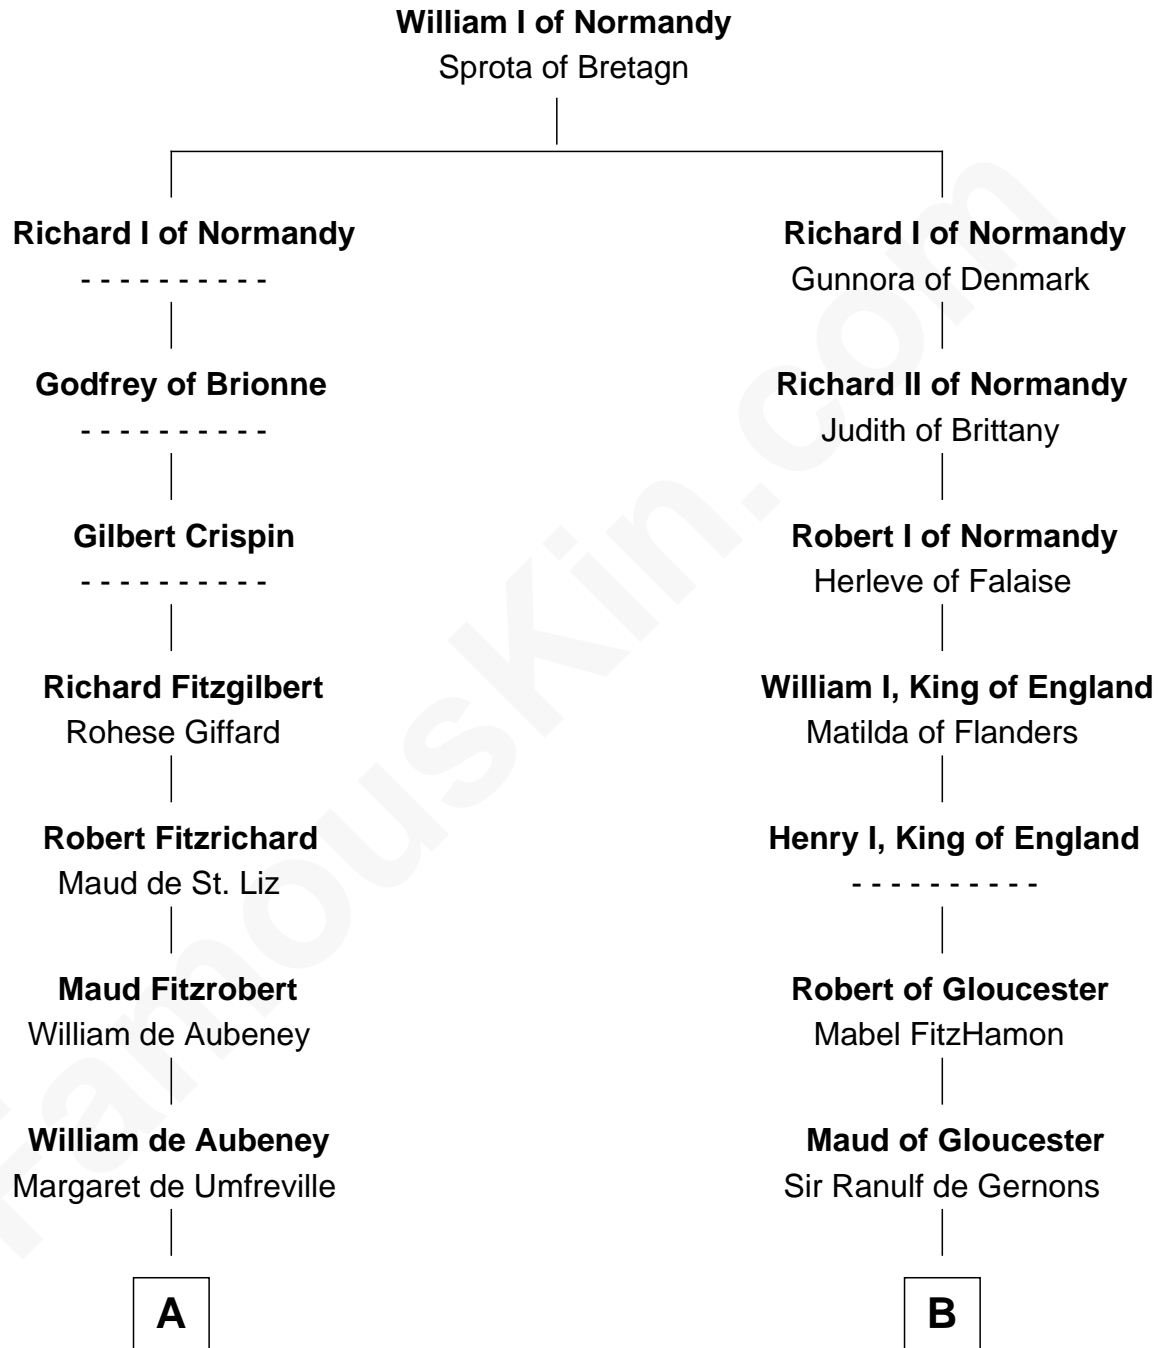 William I of Normandy
Sprota of Bretagn
Richard I of Normandy
- - - - - - - - - -
Godfrey of Brionne
- - - - - - - - - -
Gilbert Crispin
- - - - - - - - - -
Richard Fitzgilbert
Rohese Giffard
Robert Fitzrichard
Maud de St. Liz
Maud Fitzrobert
William de Aubeney
William de Aubeney
Margaret de Umfreville
A
Richard I of Normandy
Gunnora of Denmark
Richard II of Normandy
Judith of Brittany
Robert I of Normandy
Herleve of Falaise
William I, King of England
Matilda of Flanders
Henry I, King of England
- - - - - - - - - -
Robert of Gloucester
Mabel FitzHamon
Maud of Gloucester
Sir Ranulf de Gernons
B
FamousKin.com